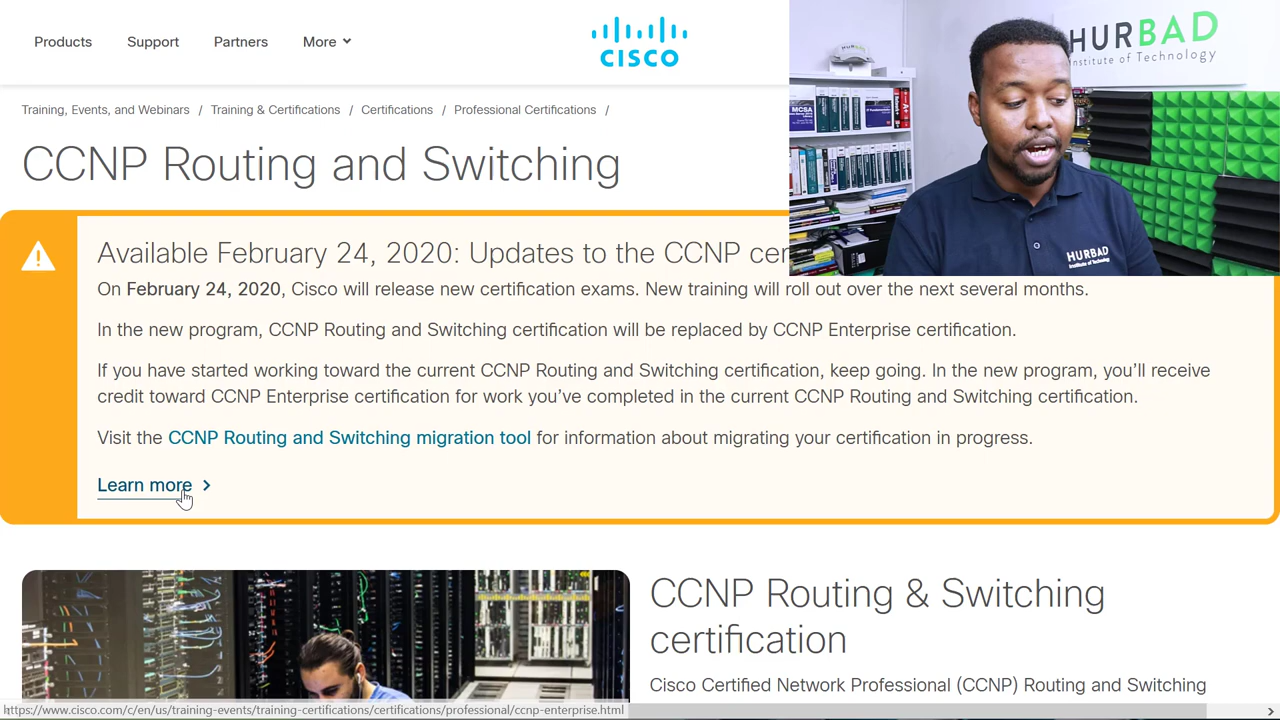 Products Support Partners More
CISCO
HURBAD
Institute of Technology
Training, Events, and Webinars / Training & Certifications / Certifications / Professional Certifications /
CCNP Routing and Switching
MCSA
A+
HURBAD
Institute of Technology
Available February 24, 2020: Updates to the CCNP cer
On February 24, 2020, Cisco will release new certification exams. New training will roll out over the next several months.
In the new program, CCNP Routing and Switching certification will be replaced by CCNP Enterprise certification.
If you have started working toward the current CCNP Routing and Switching certification, keep going. In the new program, you’ll receive
credit toward CCNP Enterprise certification for work you’ve completed in the current CCNP Routing and Switching certification.
Visit the CCNP Routing and Switching migration tool for information about migrating your certification in progress.
Learn more
CCNP Routing & Switching
certification
Cisco Certified Network Professional (CCNP) Routing and Switching
https://www.cisco.com/c/en/us/training-events/training-certifications/certifications/professional/ccnp-enterprise.html